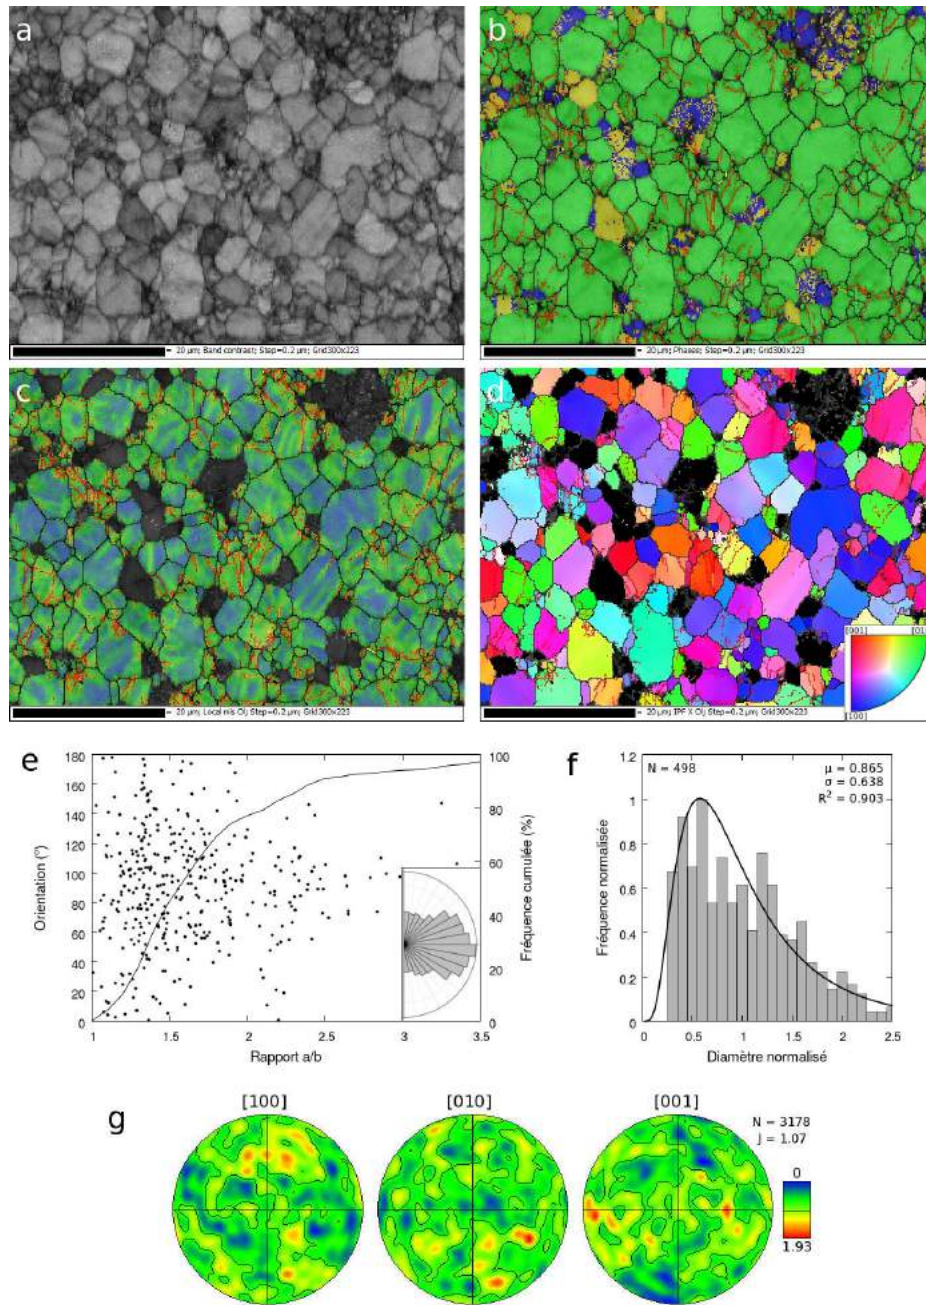 a
b
= 20 µm; Band contrast; Step=0.2 µm; Grid300x223
= 20 µm; Phases; Step=0.2 µm; Grid300x223
c
d
[001]
[100]
= 20 µm; Local mis Olj Step=0.2 µm; Grid300x223
= 20 µm; IPF X Olj Step=0.2 µm; Grid300x223
e
180
160
140
120
100
80
60
40
20
0
Orientation (°)
1
1.5
2
2.5
3
3.5
Rapport a/b
100
80
60
40
20
0
Fréquence cumulée (%)
f
N = 498
µ = 0.865
σ = 0.638
R² = 0.903
1.2
1
0.8
0.6
0.4
0.2
0
Fréquence normalisée
0
0.5
1
1.5
2
2.5
Diamètre normalisé
g
[100]
[010]
[001]
N = 3178
J = 1.07
0
1.93